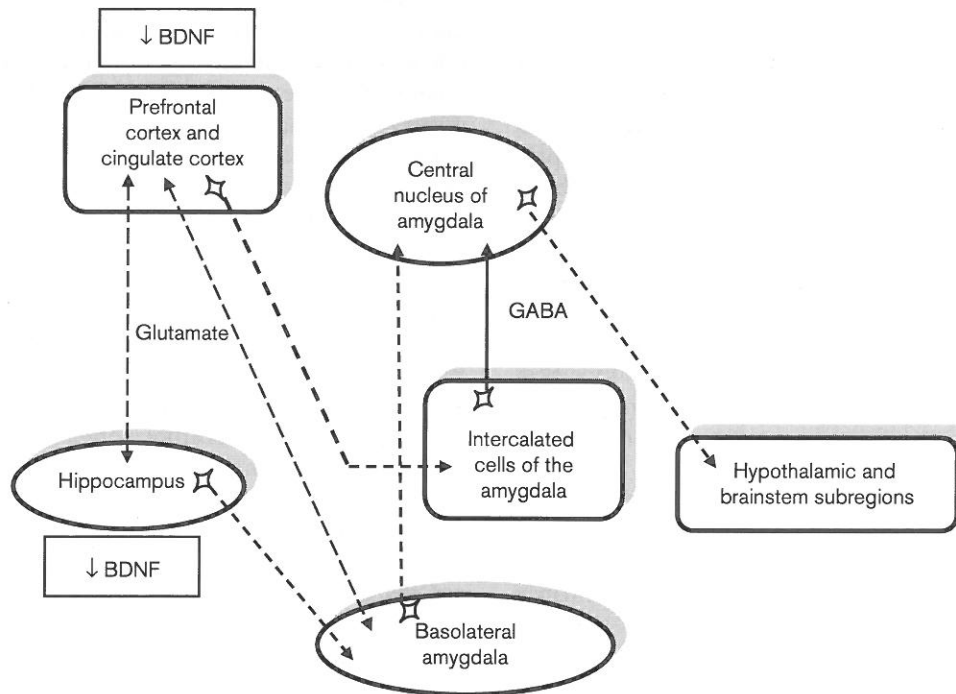 ↓ BDNF
Prefrontal
cortex and
cingulate cortex
Central
nucleus of
amygdala
Glutamate
GABA
Hippocampus
Intercalated
cells of the
amygdala
Hypothalamic and
brainstem subregions
↓ BDNF
Basolateral
amygdala